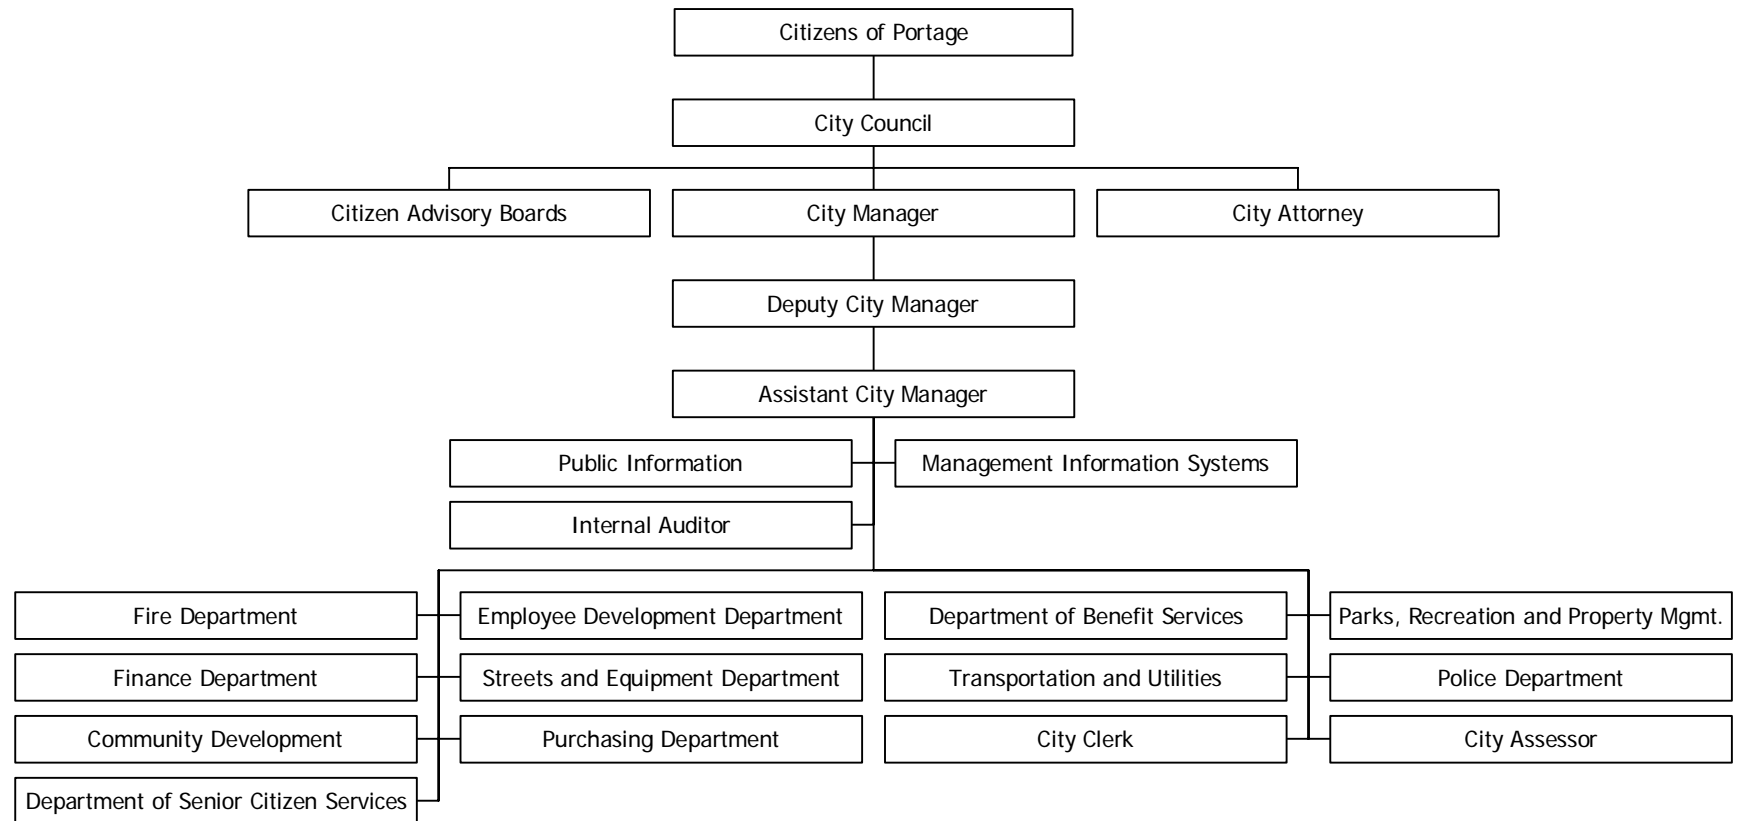 Citizens of Portage
City Council
Citizen Advisory Boards
City Manager
City Attorney
Deputy City Manager
Assistant City Manager
Public Information
Management Information Systems
Internal Auditor
Fire Department
Employee Development Department
Department of Benefit Services
Parks, Recreation and Property Mgmt.
Finance Department
Streets and Equipment Department
Transportation and Utilities
Police Department
Community Development
Purchasing Department
City Clerk
City Assessor
Department of Senior Citizen Services